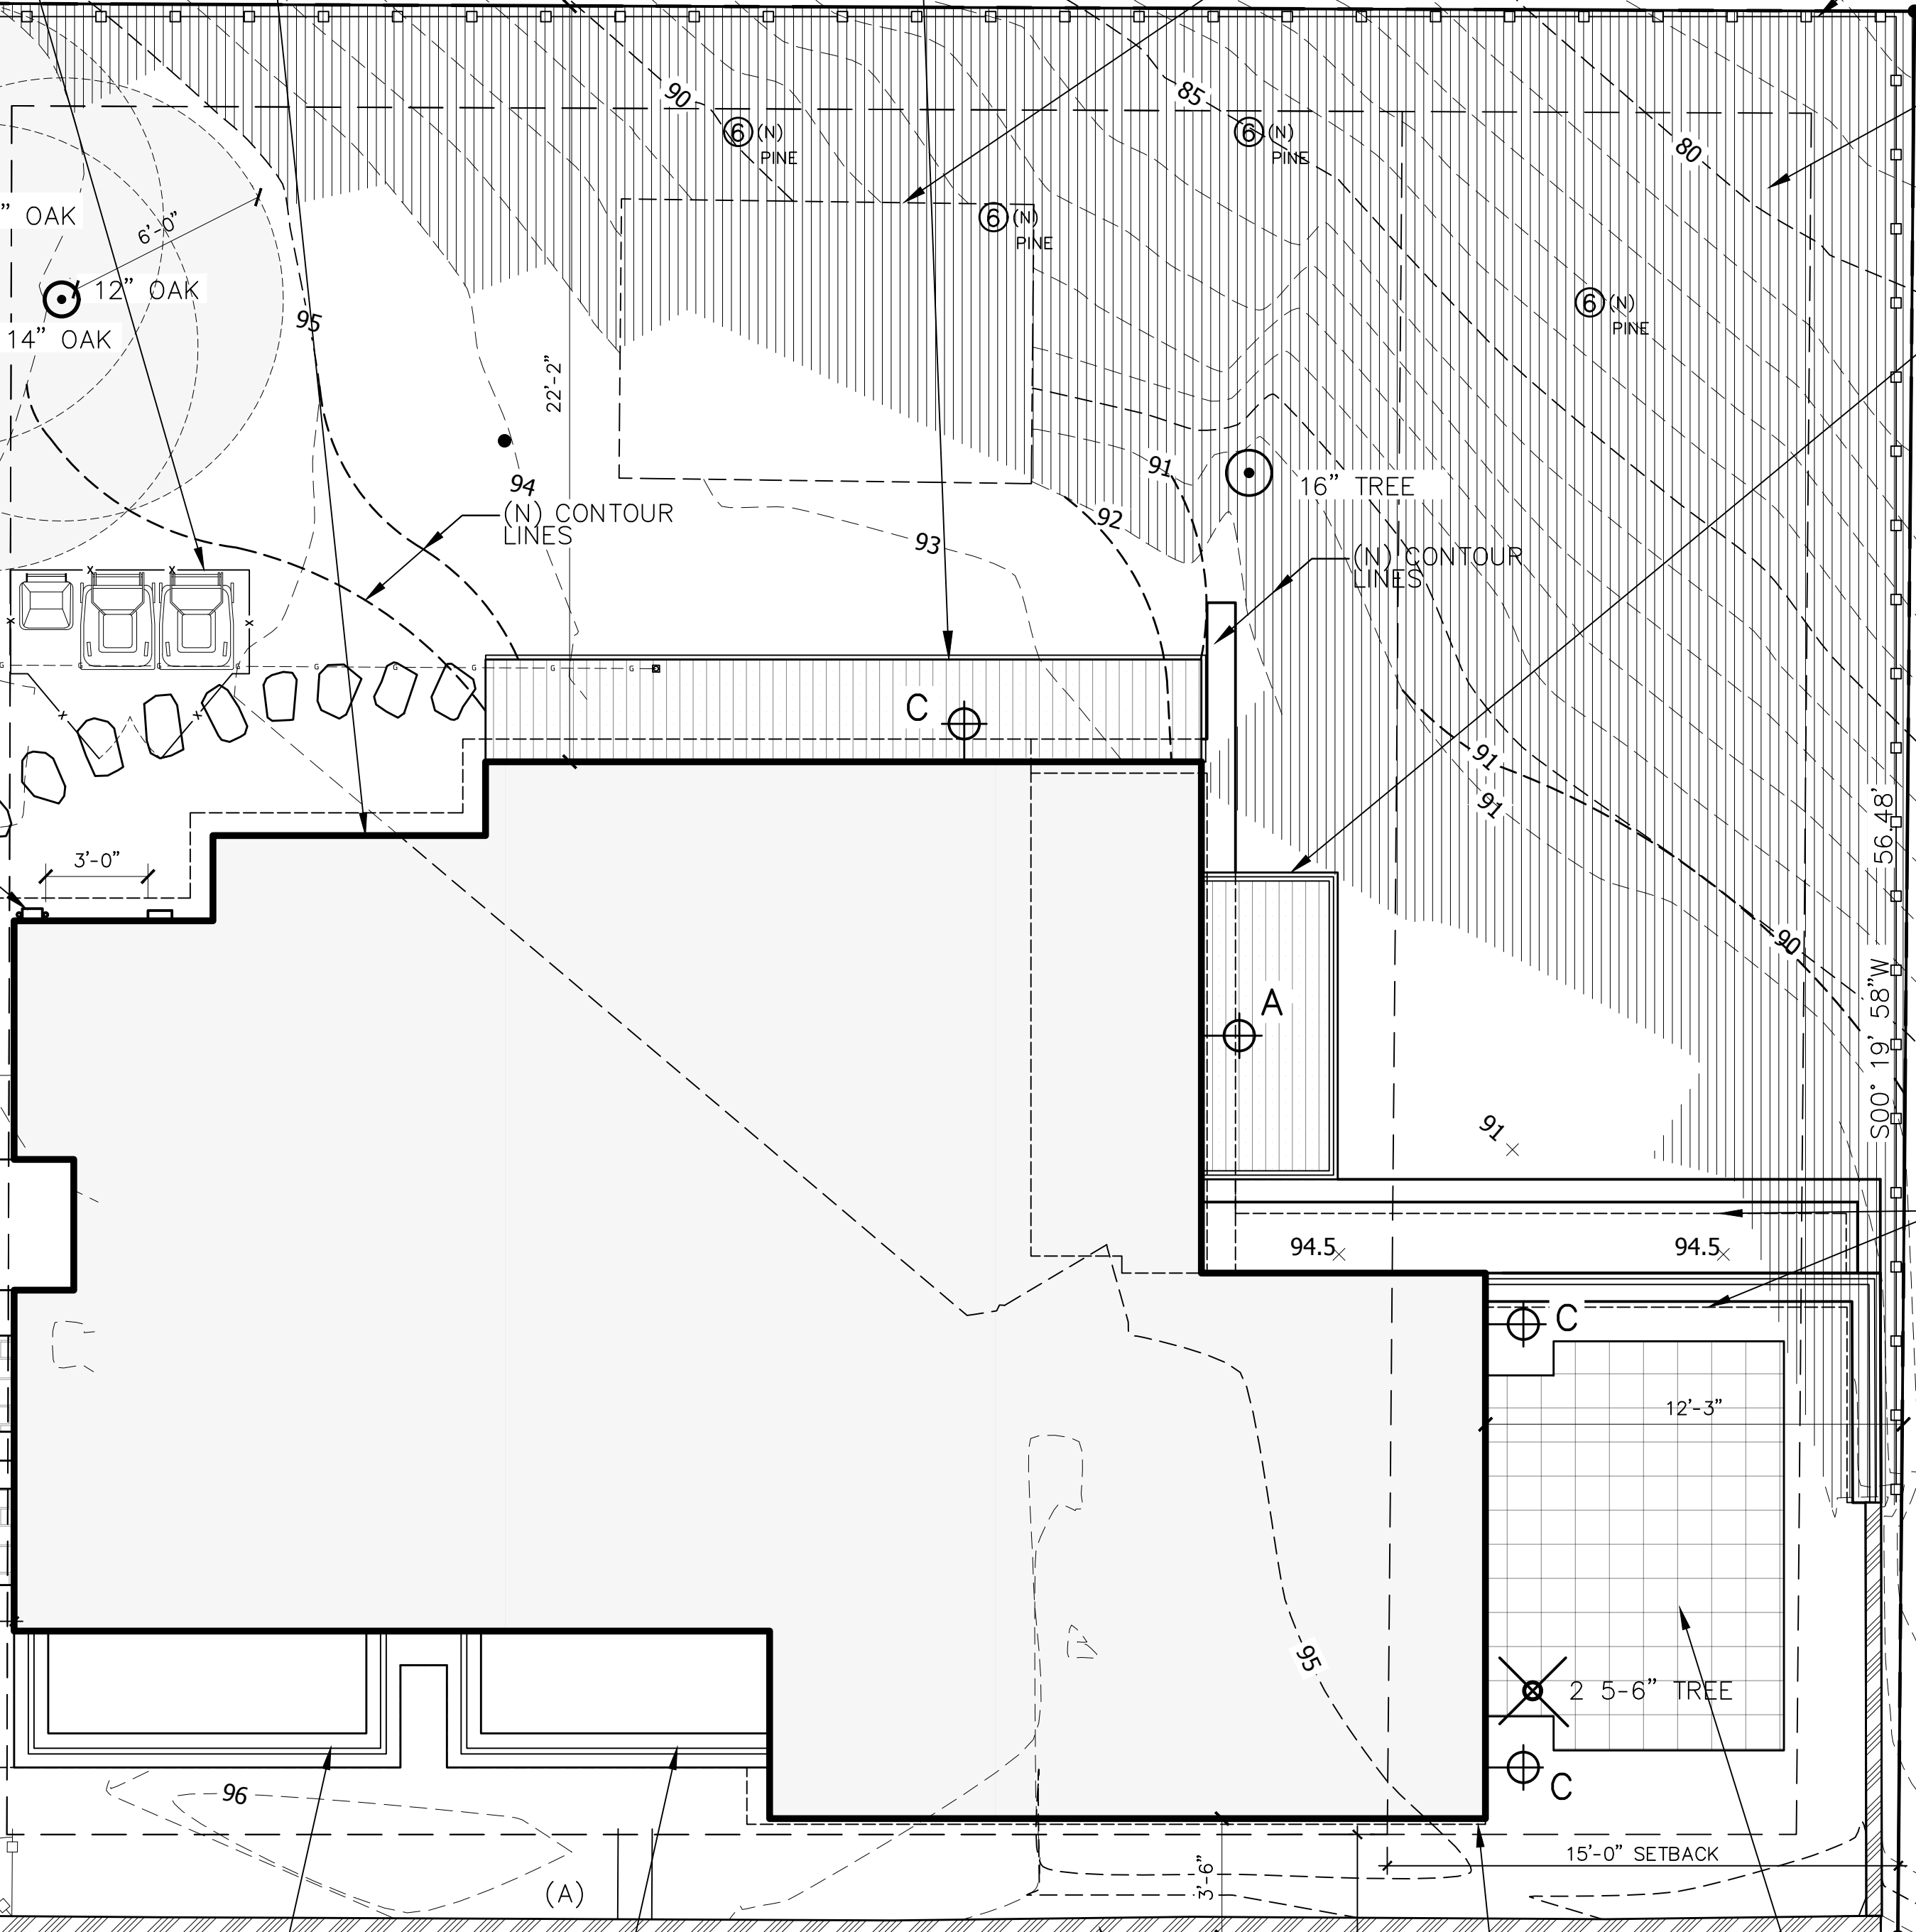 90
85
80
6 (N)
PINE
6 (N)
PINE
6 (N)
PINE
6 (N)
PINE
" OAK
6'-0"
12" OAK
14" OAK
95
22'-2"
94
(N) CONTOUR
LINES
93
92
91
16" TREE
(N) CONTOUR
LINES
x x
x x
G G G G G G G G G
x x
C
91
91
56.48'
3'-0"
90
S00° 19' 58"W
A
91
94.5
94.5
C
12'-3"
95
2 5-6" TREE
C
96
15'-0" SETBACK
3'-6"
(A)